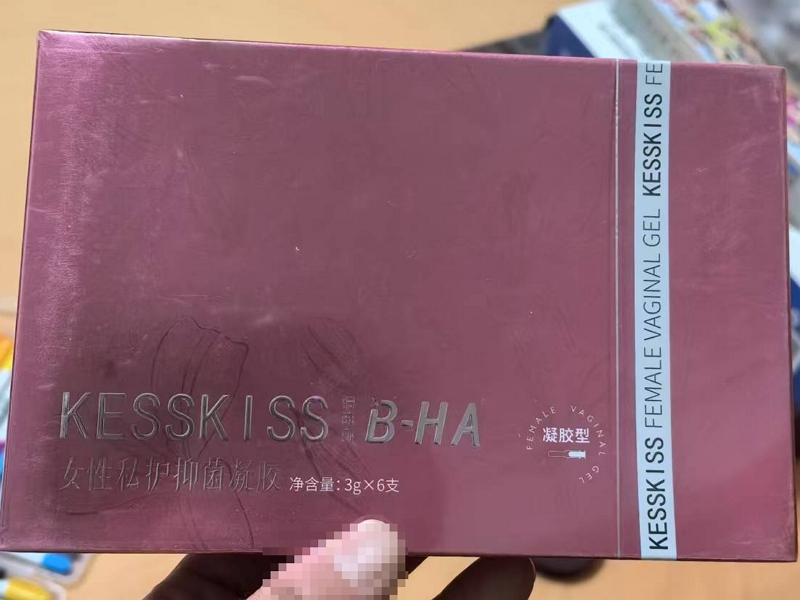 KESSKISS B-HA
女性私护抑菌凝胶 净含量：3g×6支
FEMALE VAGINAL GEL
凝胶型
KESSKISS FEMALE VAGINAL GEL KESSKISS FE